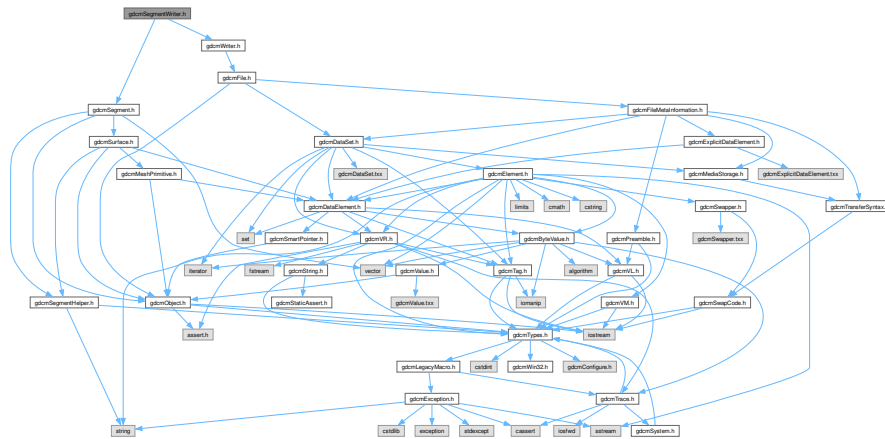 gdcmSegmentWriter.h
gdcmWriter.h
gdcmFile.h
gdcmSegment.h
gdcmFileMetaInformation.h
gdcmSurface.h
gdcmDataSet.h
gdcmExplicitDataElement.h
gdcmMeshPrimitive.h
gdcmDataSet.txx
gdcmElement.h
gdcmMediaStorage.h
gdcmExplicitDataElement.txx
gdcmDataElement.h
limits
cmath
cstring
gdcmSwapper.h
gdcmTransferSyntax.
set
gdcmSmartPointer.h
gdcmVR.h
gdcmByteValue.h
gdcmPreamble.h
gdcmSwapper.txx
iterator
fstream
gdcmString.h
vector
gdcmValue.h
gdcmTag.h
algorithm
gdcmVL.h
gdcmSegmentHelper.h
gdcmObject.h
gdcmStaticAssert.h
gdcmValue.txx
iomanip
gdcmVM.h
gdcmSwapCode.h
assert.h
gdcmTypes.h
iostream
gdcmLegacyMacro.h
cstdint
gdcmWin32.h
gdcmConfigure.h
gdcmException.h
gdcmTrace.h
string
cstdlib
exception
stdexcept
cassert
iosfwd
sstream
gdcmSystem.h